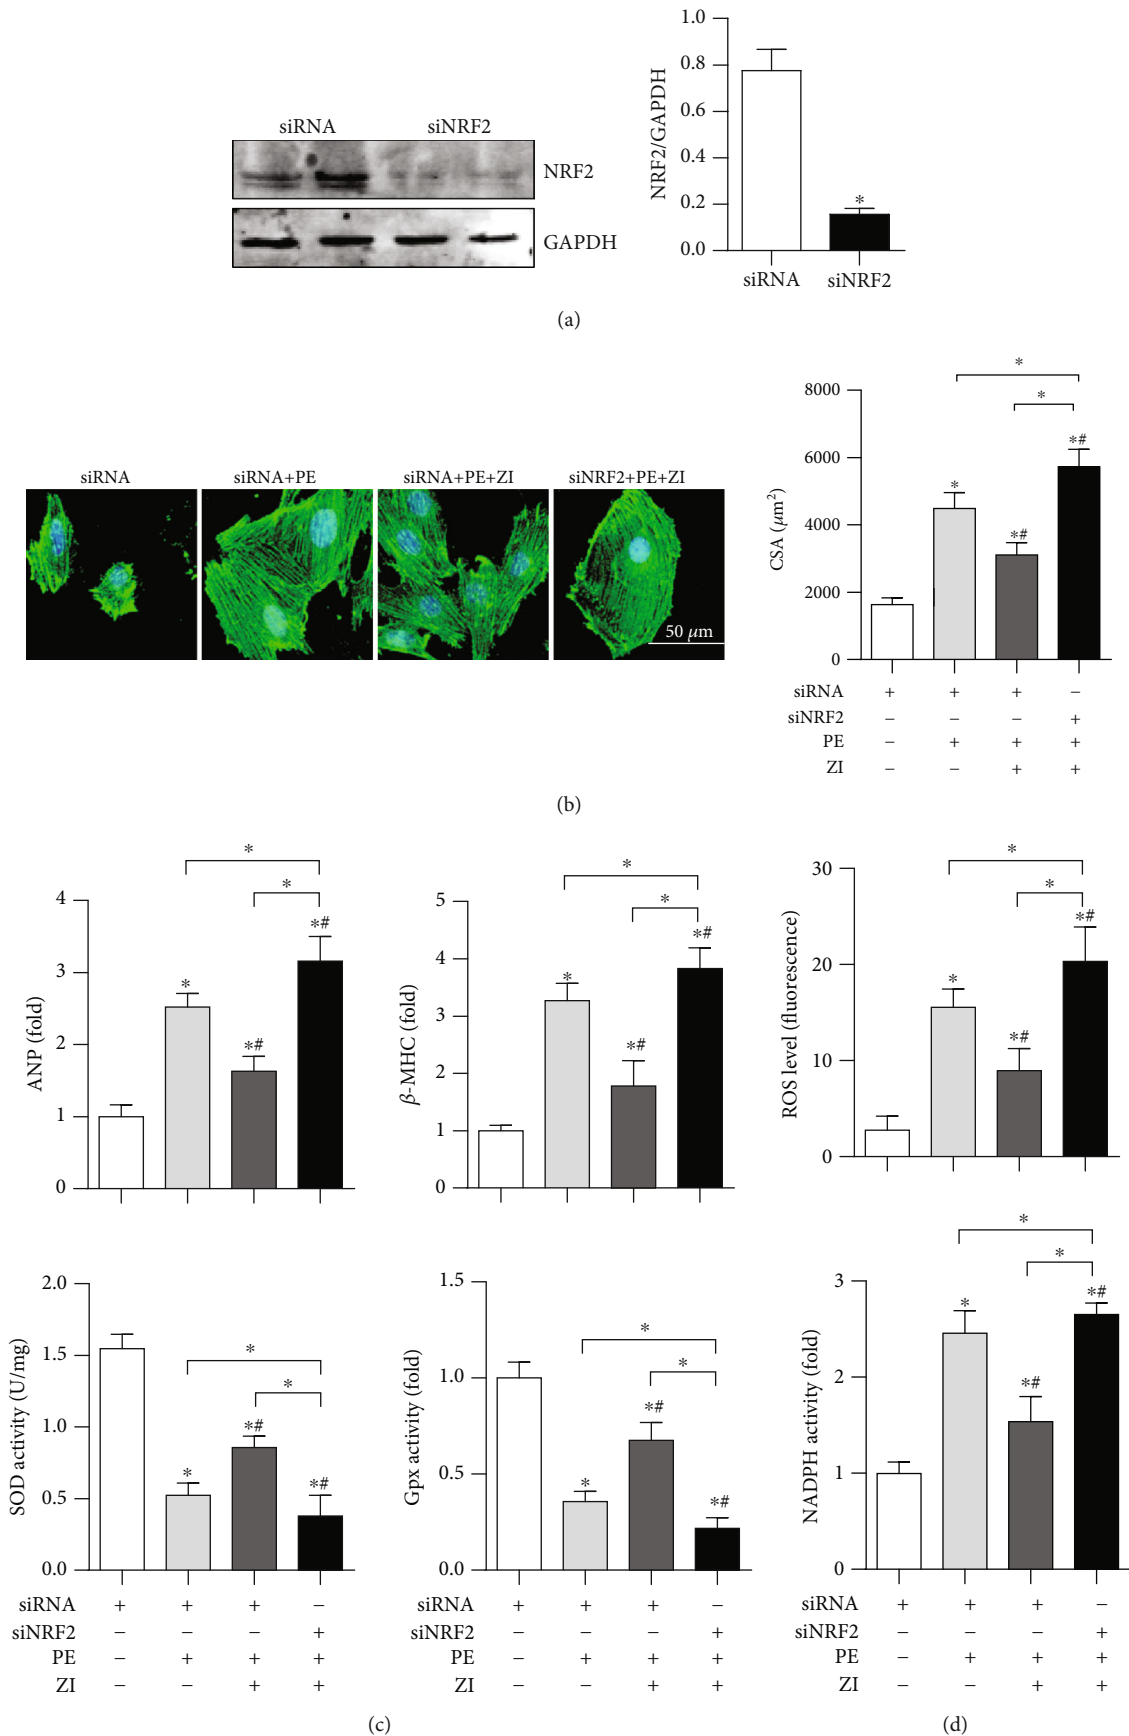 siRNA siNRF2
NRF2
GAPDH
NRF2/GAPDH
1.0
0.8
0.6
0.4
0.2
0.0
*
siRNA siNRF2
(a)
siRNA siRNA+PE siRNA+PE+ZI siNRF2+PE+ZI
50 μm
CSA (μm²)
8000
6000
4000
2000
0
*
*
* *# *#
siRNA + + + −
siNRF2 − − − +
PE − + + +
ZI − − + +
(b)
ANP (fold)
4
3
2
1
0
*
*
* *# *#
β-MHC (fold)
5
4
3
2
1
0
*
*
* *# *#
ROS level (fluorescence)
30
20
10
0
*
*
* *# *#
SOD activity (U/mg)
2.0
1.5
1.0
0.5
0.0
*
*
* *# *#
siRNA + + + −
siNRF2 − − − +
PE − + + +
ZI − − + +
Gpx activity (fold)
1.5
1.0
0.5
0.0
*
*
* *# *#
siRNA + + + −
siNRF2 − − − +
PE − + + +
ZI − − + +
(c)
NADPH activity (fold)
3
2
1
0
*
*
* *# *#
siRNA + + + −
siNRF2 − − − +
PE − + + +
ZI − − + +
(d)